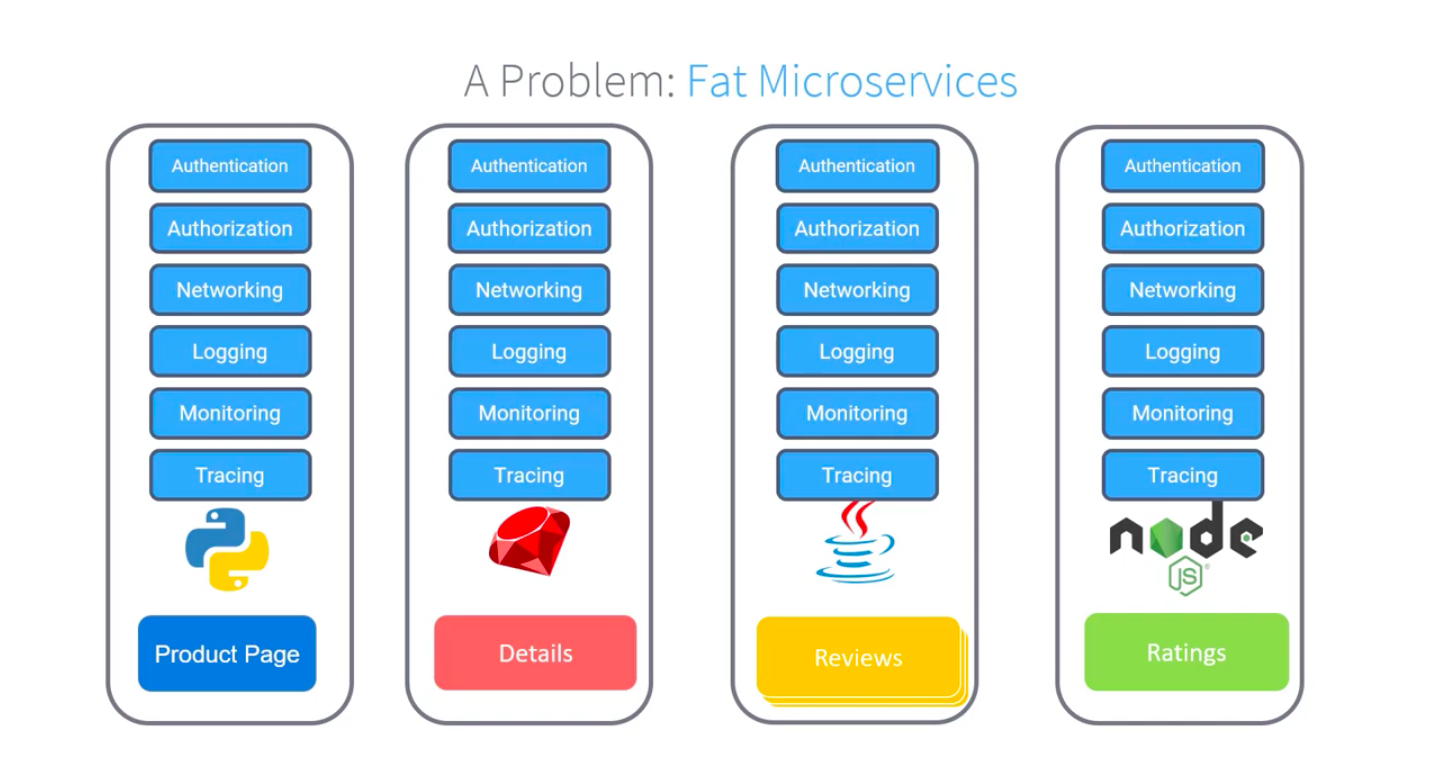 A Problem: Fat Microservices
Authentication
Authorization
Networking
Logging
Monitoring
Tracing
Product Page
Authentication
Authorization
Networking
Logging
Monitoring
Tracing
Details
Authentication
Authorization
Networking
Logging
Monitoring
Tracing
Reviews
Authentication
Authorization
Networking
Logging
Monitoring
Tracing
node
JS®
Ratings